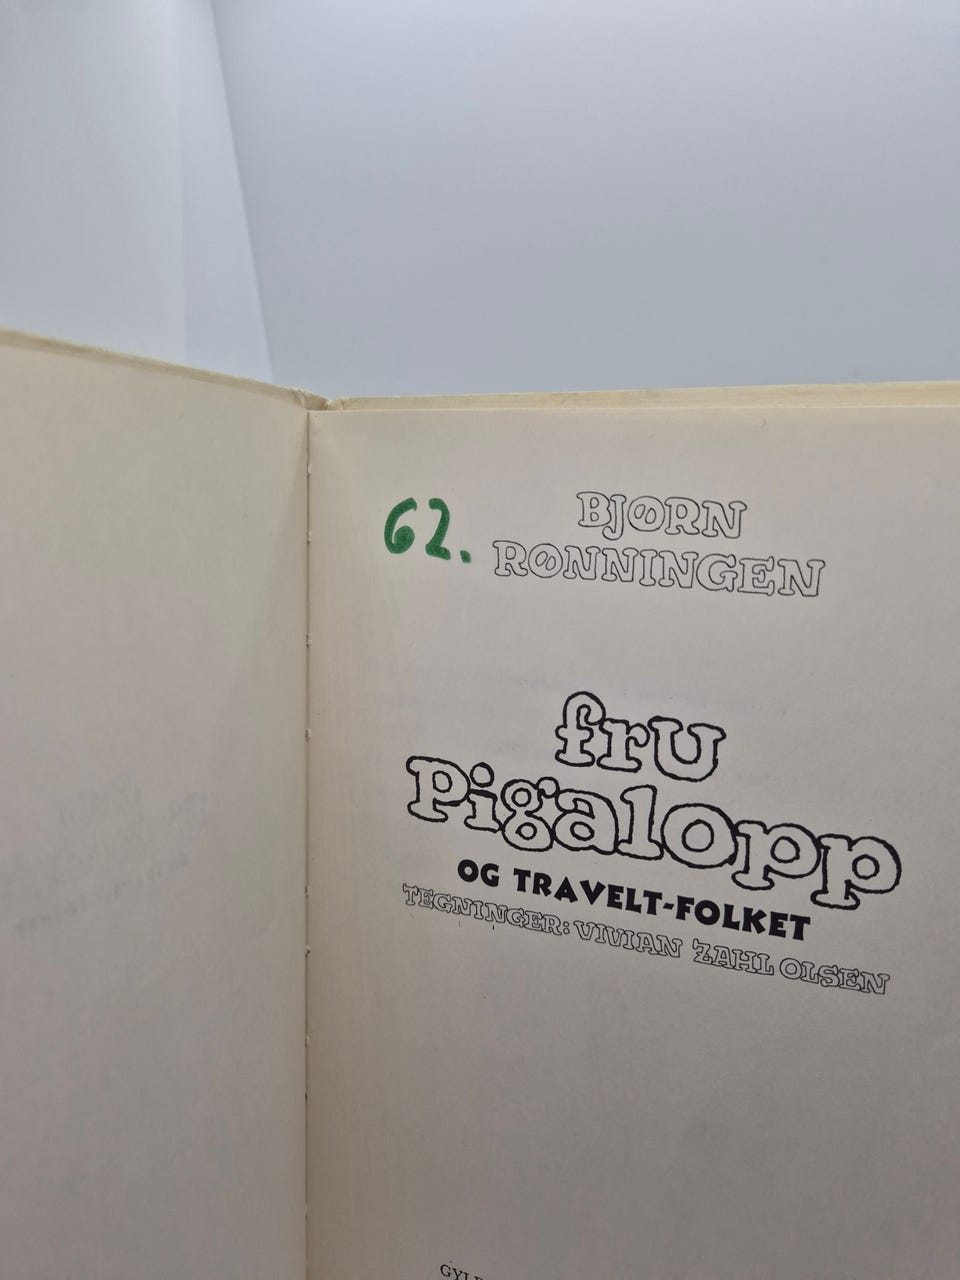 62.
BJØRN
RØNNINGEN
fru
Pigalopp
OG TRAVELT-FOLKET
TEGNINGER: VIVIAN ZAHL OLSEN